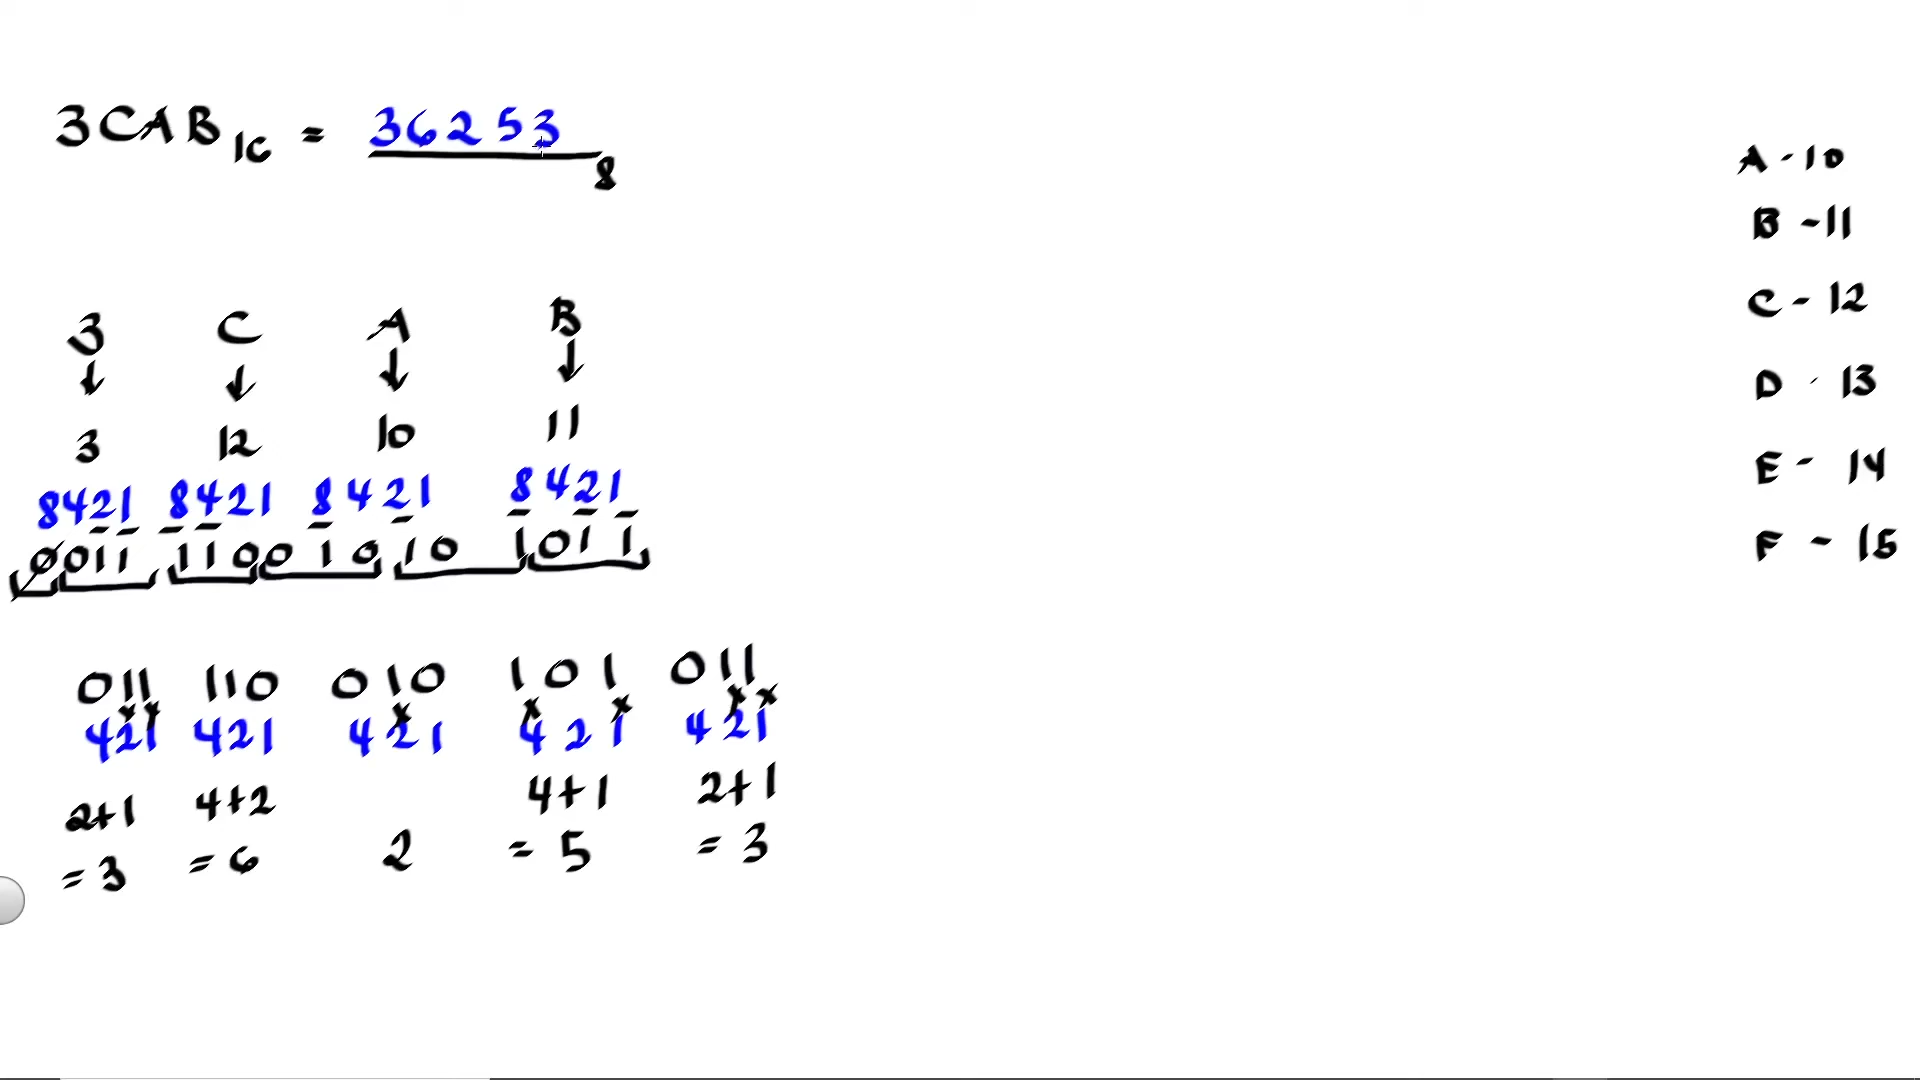 3CAB16 = 36253 8
A - 10
B - 11
C - 12
D - 13
E - 14
F - 15
3 C A B
↓ ↓ ↓ ↓
3 12 10 11
8421 8421 8421 8421
0011 1100 1010 1011
011 110 010 101 011
421 421 421 421 421
2+1 4+2 4+1 2+1
=3 =6 2 =5 =3